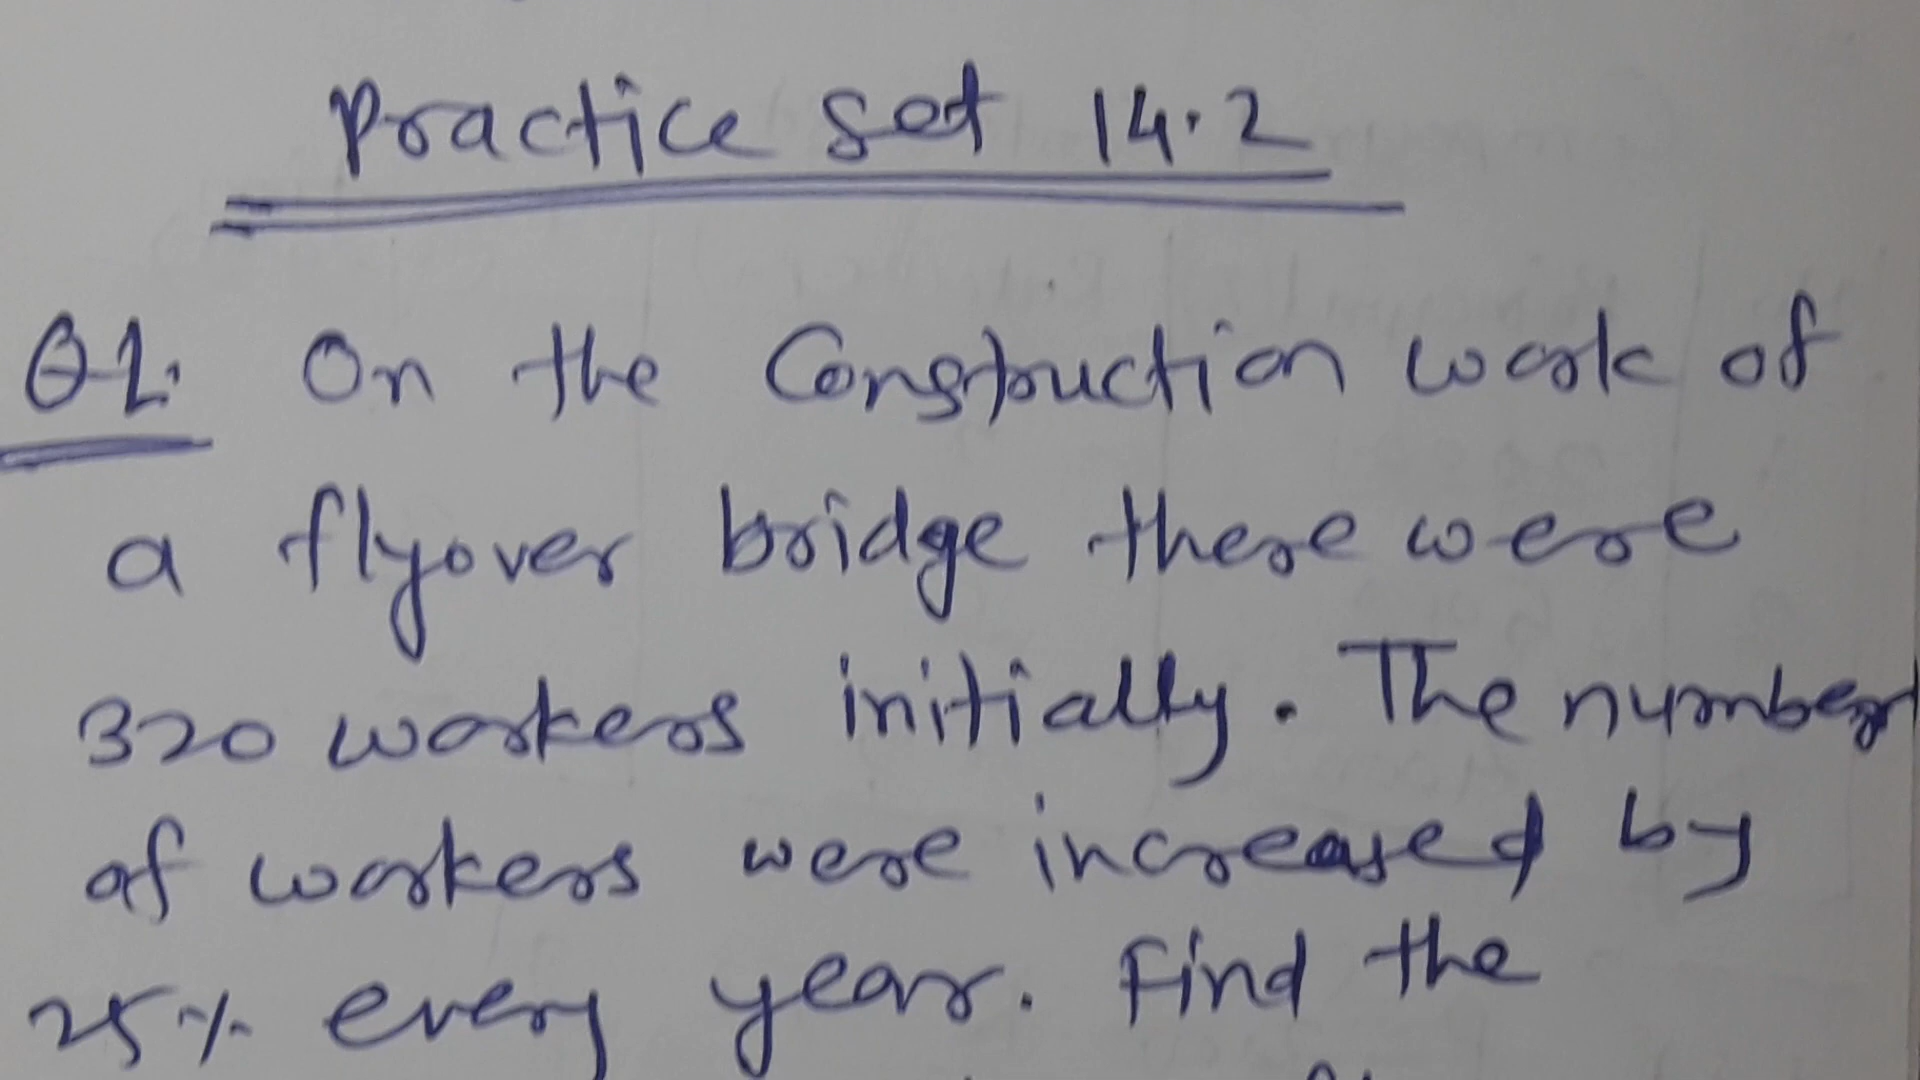 Practice set 14.2
Q1. On the Construction work of
a flyover bridge there were
320 workers initially. The number
of workers were increased by
25% every year. Find the